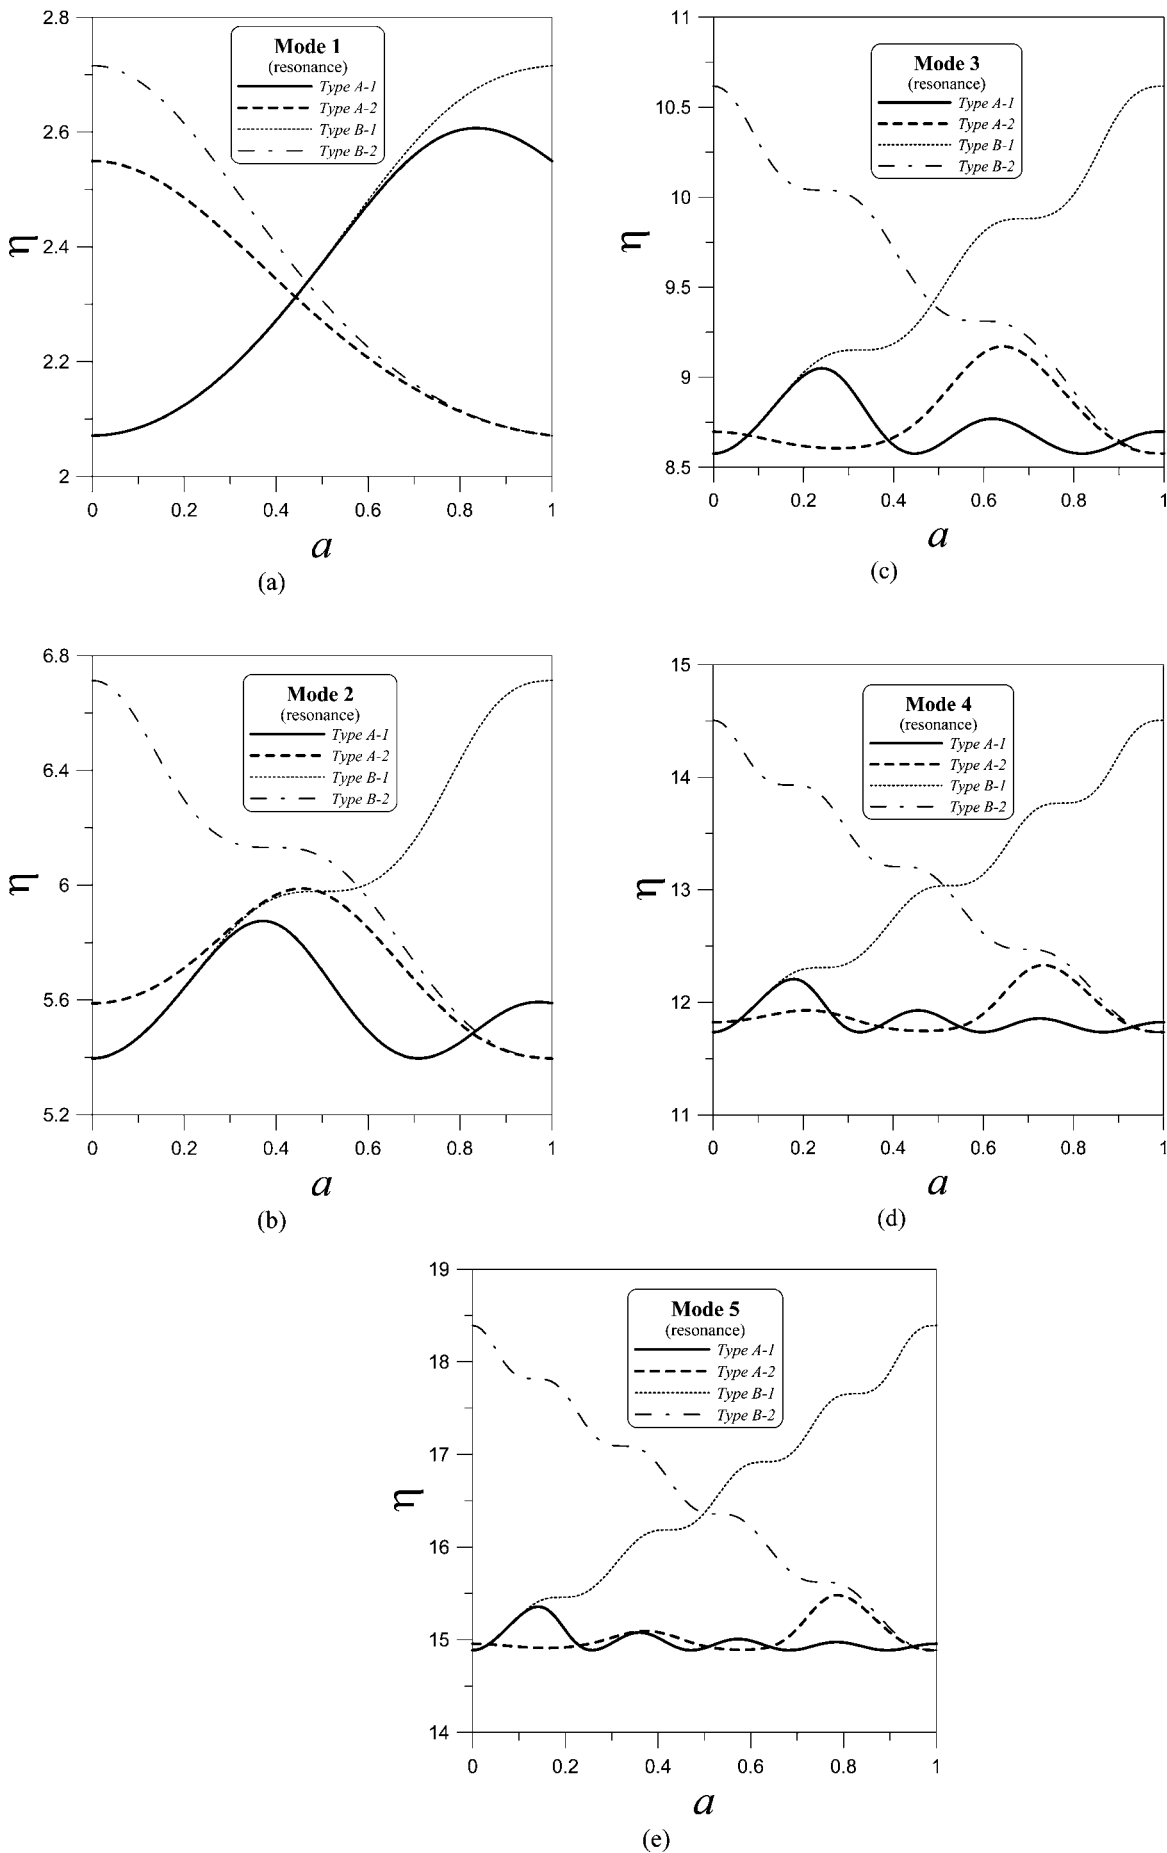 2.8
2.6
2.4
2.2
2
η
Mode 1
(resonance)
Type A-1
Type A-2
Type B-1
Type B-2
0 0.2 0.4 0.6 0.8 1
a
(a)
11
10.5
10
9.5
9
8.5
η
Mode 3
(resonance)
Type A-1
Type A-2
Type B-1
Type B-2
0 0.2 0.4 0.6 0.8 1
a
(c)
6.8
6.4
6
5.6
5.2
η
Mode 2
(resonance)
Type A-1
Type A-2
Type B-1
Type B-2
0 0.2 0.4 0.6 0.8 1
a
(b)
15
14
13
12
11
η
Mode 4
(resonance)
Type A-1
Type A-2
Type B-1
Type B-2
0 0.2 0.4 0.6 0.8 1
a
(d)
19
18
17
16
15
14
η
Mode 5
(resonance)
Type A-1
Type A-2
Type B-1
Type B-2
0 0.2 0.4 0.6 0.8 1
a
(e)